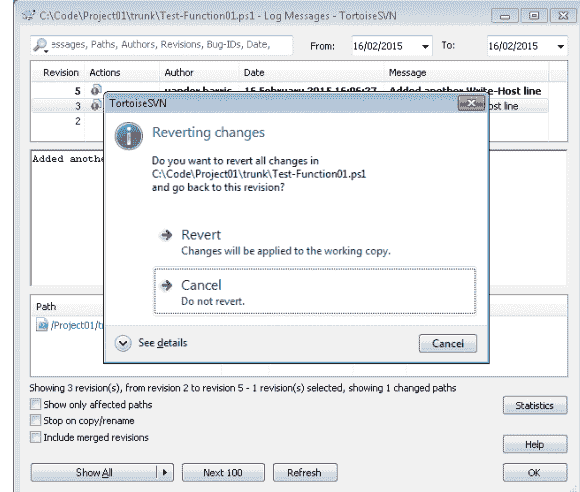 C:\Code\Project01\trunk\Test-Function01.ps1 - Log Messages - TortoiseSVN
essages, Paths, Authors, Revisions, Bug-IDs, Date,
From: 16/02/2015 To: 16/02/2015
Revision Actions Author Date Message
5 16 February 2015 16:06:27 Added another Write-Host line
3 ost line
2
TortoiseSVN
Reverting changes
Added anothe
Do you want to revert all changes in
C:\Code\Project01\trunk\Test-Function01.ps1
and go back to this revision?
Revert
Changes will be applied to the working copy.
Cancel
Do not revert.
Path
/Project01/t
See details
Cancel
Showing 3 revision(s), from revision 2 to revision 5 - 1 revision(s) selected, showing 1 changed paths
Show only affected paths
Statistics
Stop on copy/rename
Include merged revisions
Help
Show All Next 100 Refresh OK